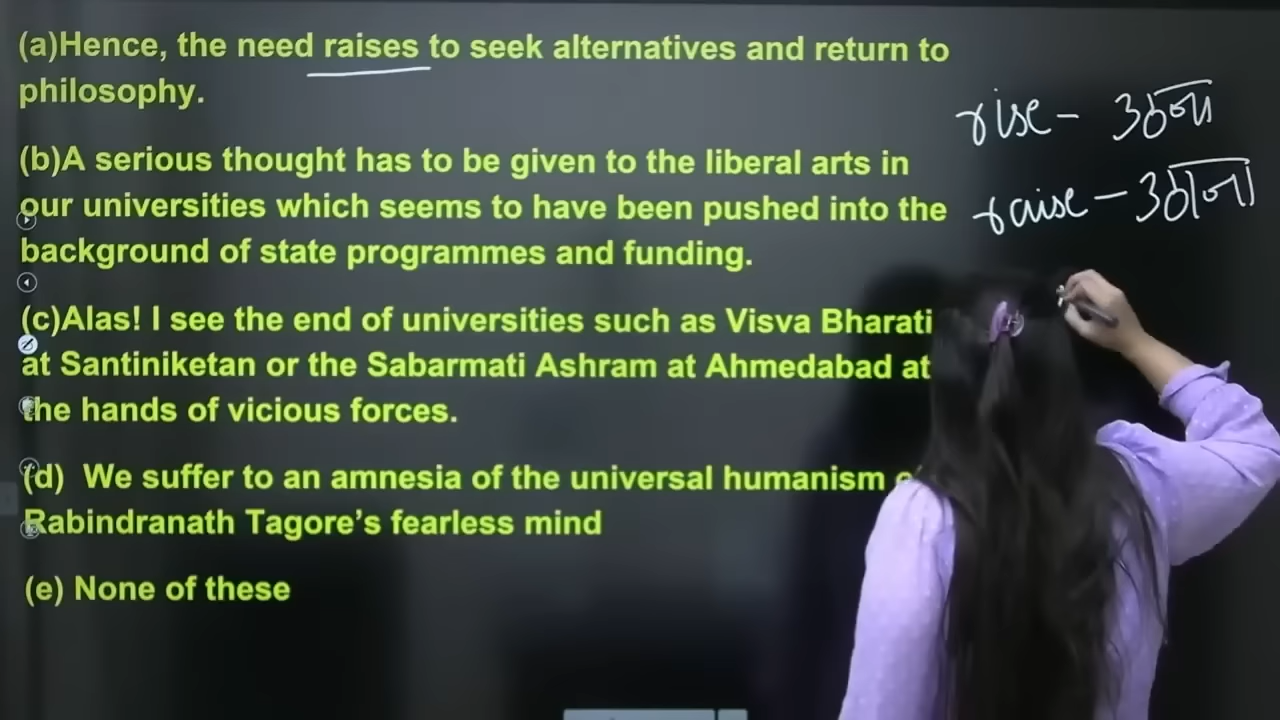 (a)Hence, the need raises to seek alternatives and return to
philosophy.
(b)A serious thought has to be given to the liberal arts in
our universities which seems to have been pushed into the
background of state programmes and funding.
(c)Alas! I see the end of universities such as Visva Bharati
at Santiniketan or the Sabarmati Ashram at Ahmedabad at
the hands of vicious forces.
(d) We suffer to an amnesia of the universal humanism
Rabindranath Tagore’s fearless mind
(e) None of these
rise – उठना
raise – उठाना